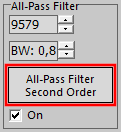 All-Pass Filter
9579
BW: 0,8
All-Pass Filter
Second Order
On